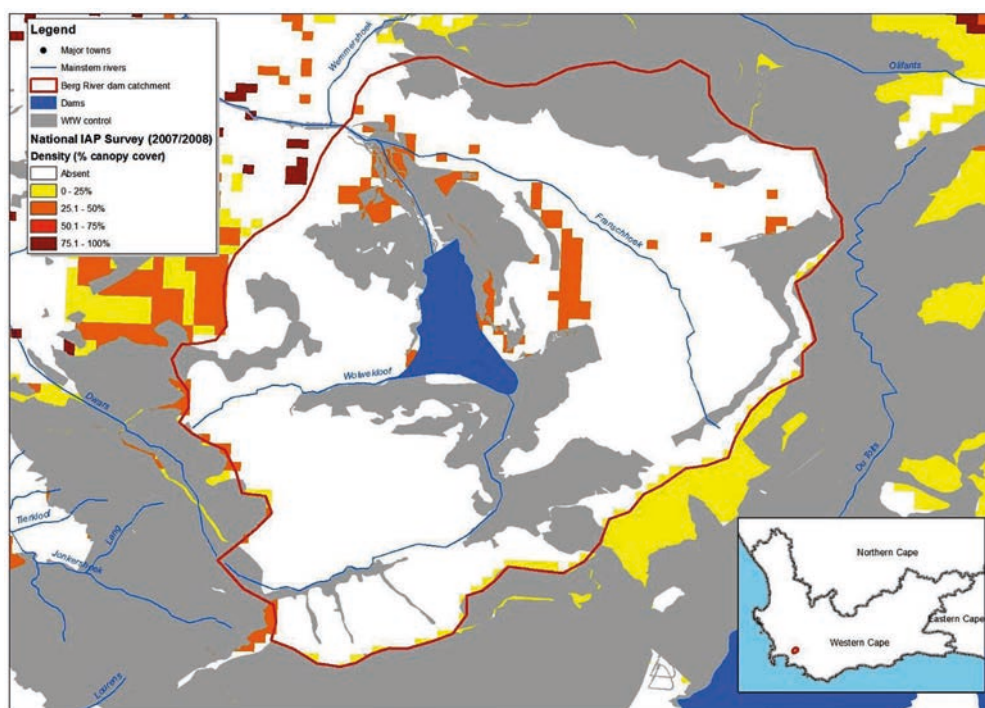 Legend
Major towns
Mainstem rivers
Berg River dam catchment
Dams
WfW control
National IAP Survey (2007/2008)
Density (% canopy cover)
Absent
0 - 25%
25.1 - 50%
50.1 - 75%
75.1 - 100%
Wemmershoek
Olifants
Franschhoek
Wolwekloof
Dwars
Du Toits
Tierkloof
Lang
Jonkershoek
Lourens
Northern Cape
Eastern Cape
Western Cape